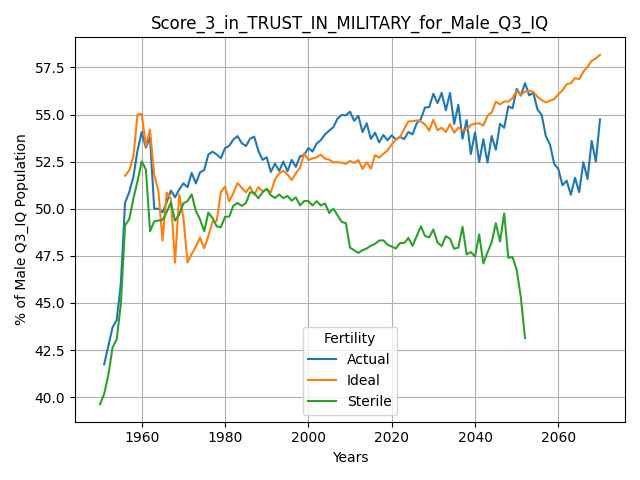 Score_3_in_TRUST_IN_MILITARY_for_Male_Q3_IQ
% of Male Q3_IQ Population
57.5
55.0
52.5
50.0
47.5
45.0
42.5
40.0
Fertility
Actual
Ideal
Sterile
1960
1980
2000
2020
2040
2060
Years